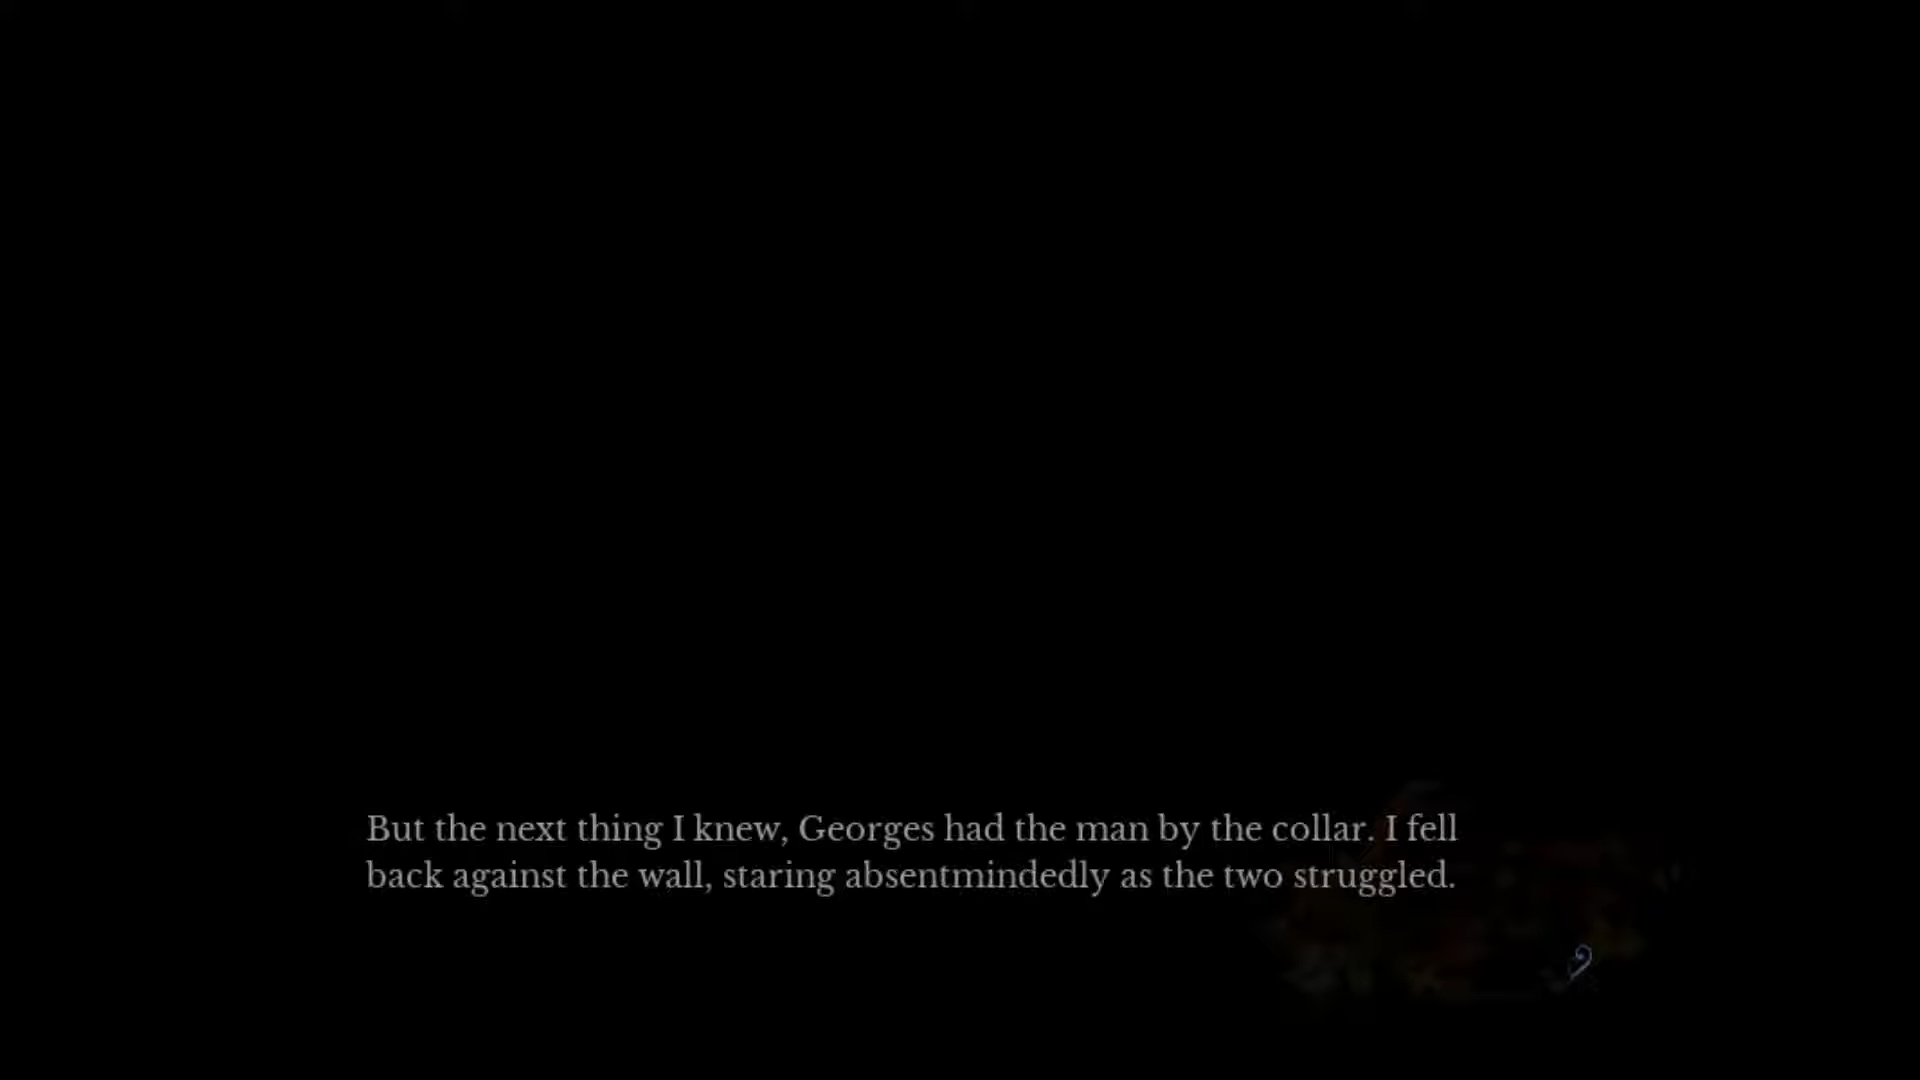 But the next thing I knew, Georges had the man by the collar. I fell
back against the wall, staring absentmindedly as the two struggled.